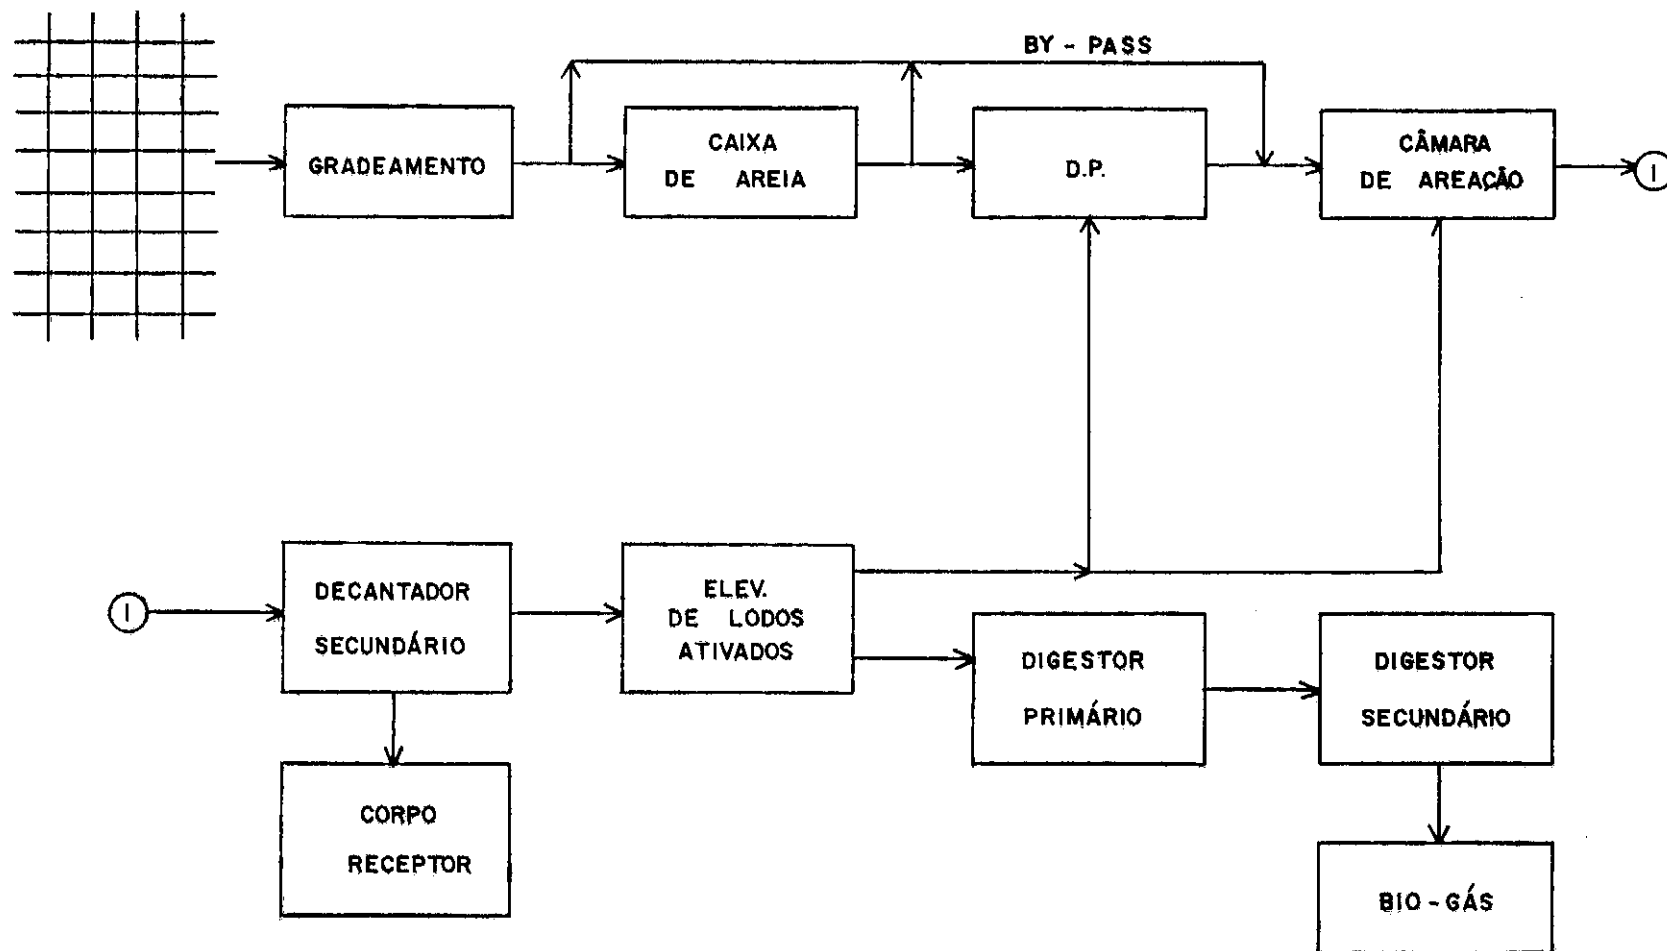 BY - PASS
GRADEAMENTO
CAIXA
DE AREIA
D.P.
CÂMARA
DE AREAÇÃO
I
I
DECANTADOR
SECUNDÁRIO
ELEV.
DE LODOS
ATIVADOS
DIGESTOR
PRIMÁRIO
DIGESTOR
SECUNDÁRIO
CORPO
RECEPTOR
BIO - GÁS